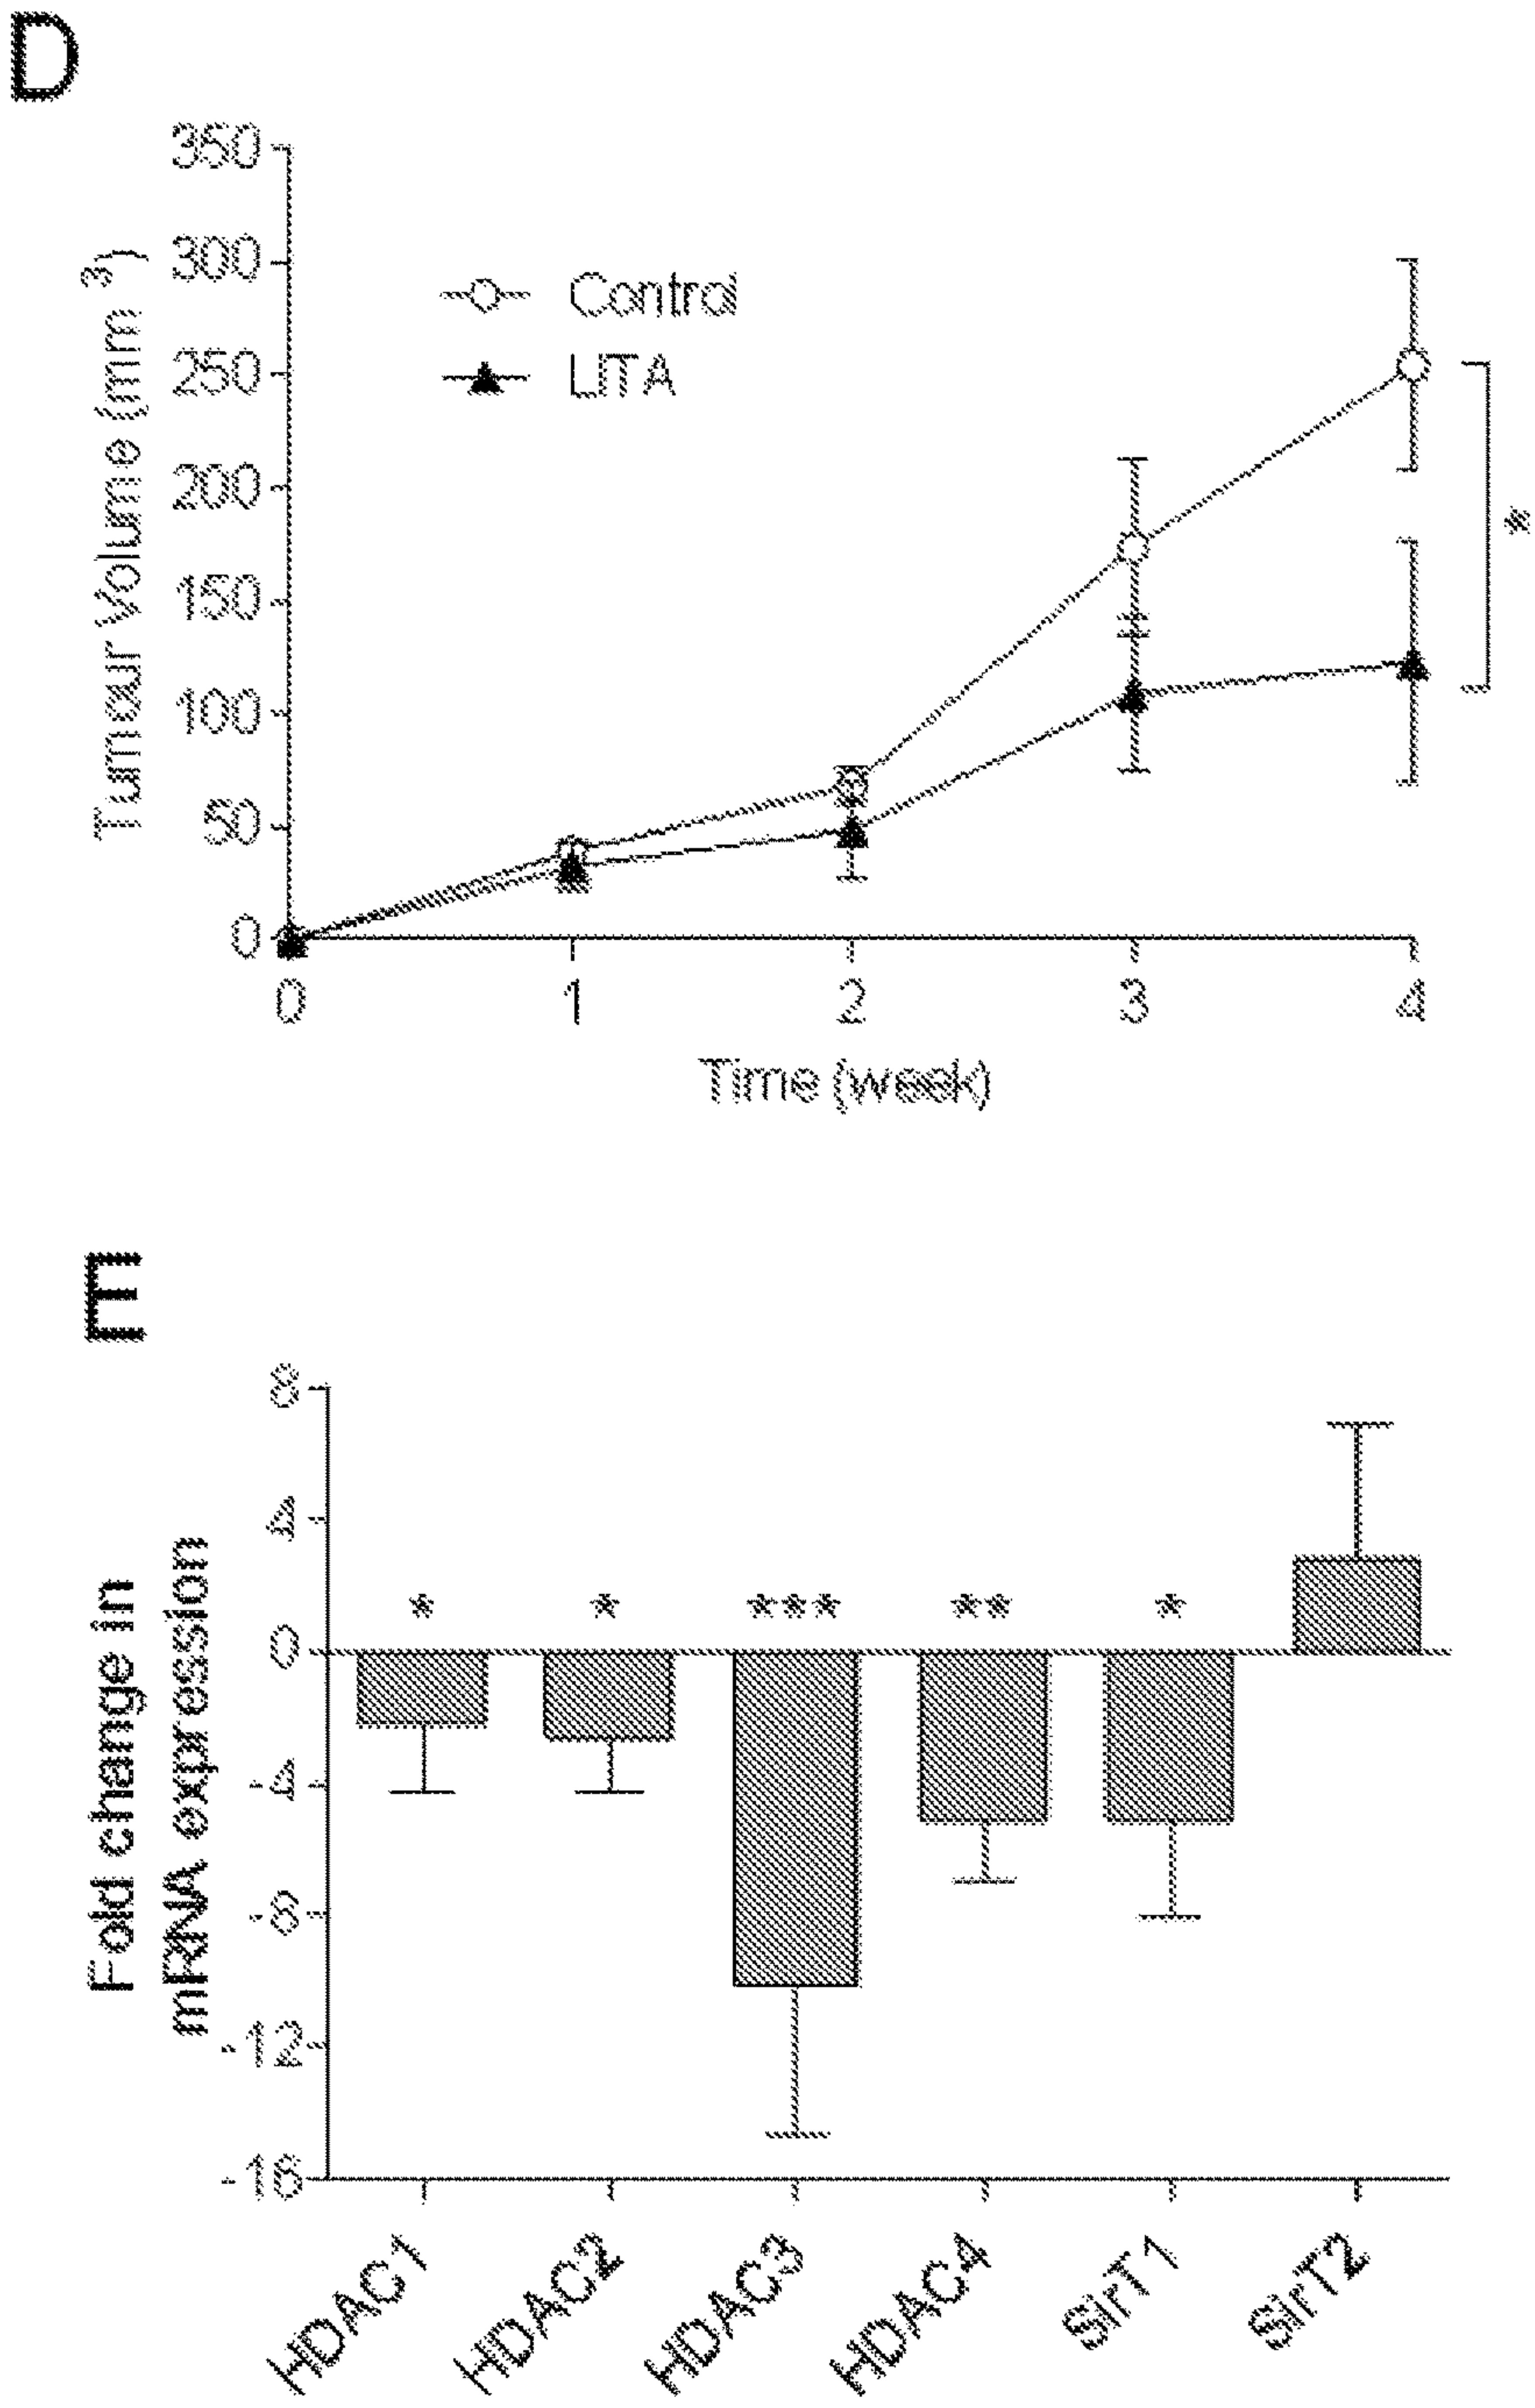 D
350
300
250
200
150
100
50
0
Tumour Volume (mm ³)
Control
LITA
*
0 1 2 3 4
Time (week)
E
8
4
0
-4
-8
-12
-16
Fold change in
mRNA expression
* * *** ** *
HDAC1 HDAC2 HDAC3 HDAC4 SirT1 SirT2